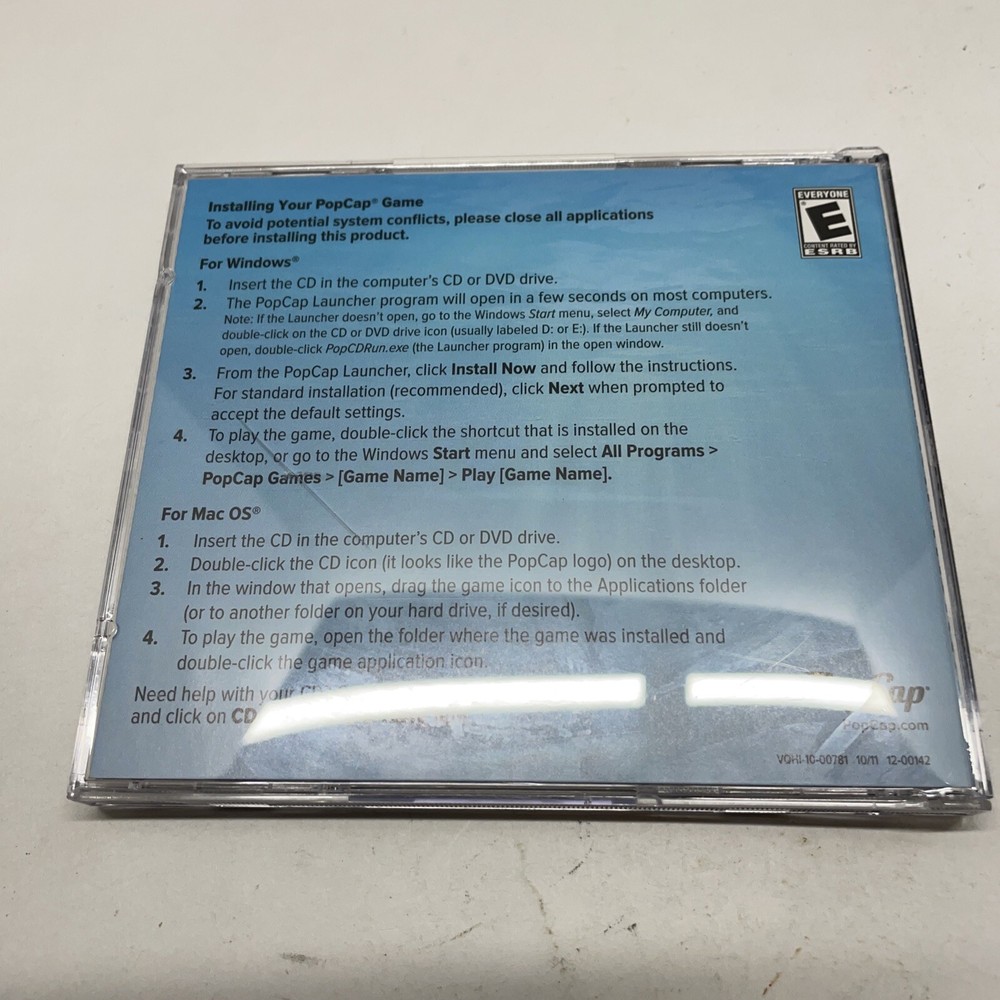 Installing Your PopCap® Game
To avoid potential system conflicts, please close all applications
before installing this product.
EVERYONE
E
CONTENT RATED BY
ESRB
For Windows®
1. Insert the CD in the computer's CD or DVD drive.
2. The PopCap Launcher program will open in a few seconds on most computers.
Note: If the Launcher doesn't open, go to the Windows Start menu, select My Computer, and
double-click on the CD or DVD drive icon (usually labeled D: or E:). If the Launcher still doesn't
open, double-click PopCDRun.exe (the Launcher program) in the open window.
3. From the PopCap Launcher, click Install Now and follow the instructions.
For standard installation (recommended), click Next when prompted to
accept the default settings.
4. To play the game, double-click the shortcut that is installed on the
desktop, or go to the Windows Start menu and select All Programs >
PopCap Games > [Game Name] > Play [Game Name].
For Mac OS®
1. Insert the CD in the computer's CD or DVD drive.
2. Double-click the CD icon (it looks like the PopCap logo) on the desktop.
3. In the window that opens, drag the game icon to the Applications folder
(or to another folder on your hard drive, if desired).
4. To play the game, open the folder where the game was installed and
double-click the game application icon.
Need help with your
and click on CD
PopCap
PopCap.com
VOHI-10-00781 10/11 12-00142